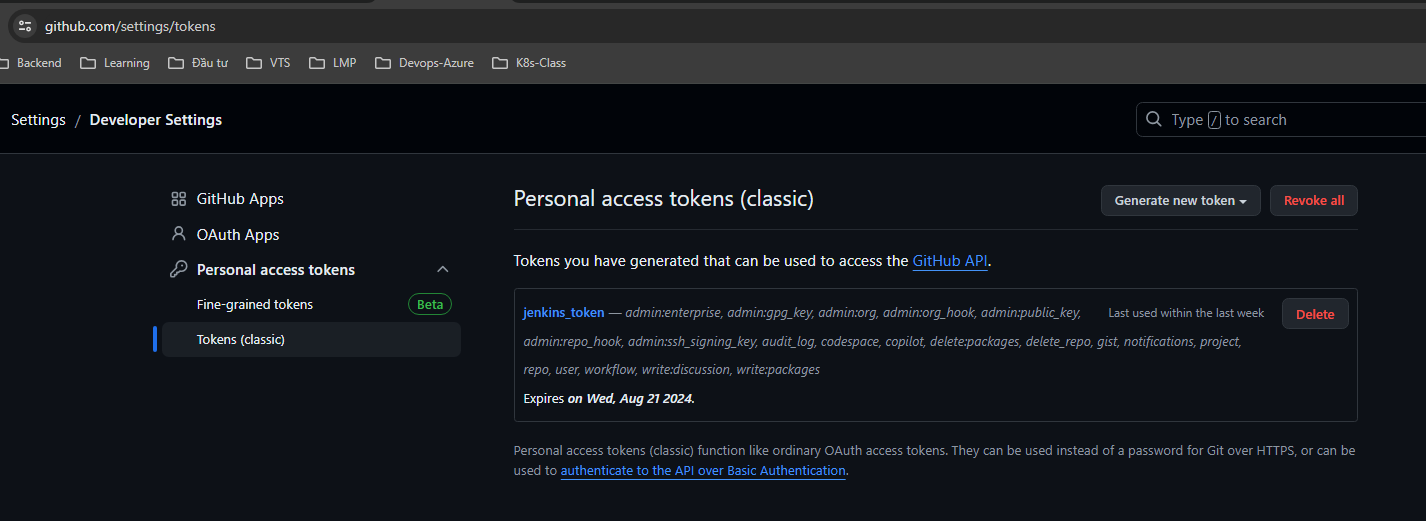 github.com/settings/tokens
Backend Learning Đầu tư VTS LMP Devops-Azure K8s-Class
Settings / Developer Settings
Type / to search
GitHub Apps
OAuth Apps
Personal access tokens
Fine-grained tokens Beta
Tokens (classic)
Personal access tokens (classic)
Generate new token
Revoke all
Tokens you have generated that can be used to access the GitHub API.
jenkins_token — admin:enterprise, admin:gpg_key, admin:org, admin:org_hook, admin:public_key,
Last used within the last week
Delete
admin:repo_hook, admin:ssh_signing_key, audit_log, codespace, copilot, delete:packages, delete_repo, gist, notifications, project,
repo, user, workflow, write:discussion, write:packages
Expires on Wed, Aug 21 2024.
Personal access tokens (classic) function like ordinary OAuth access tokens. They can be used instead of a password for Git over HTTPS, or can be
used to authenticate to the API over Basic Authentication.